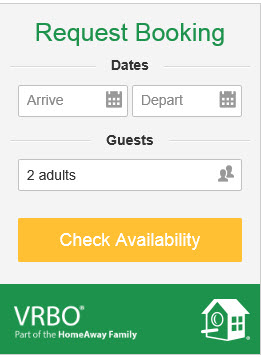 Request Booking
Dates
Arrive Depart
Guests
2 adults
Check Availability
VRBO®
Part of the HomeAway Family